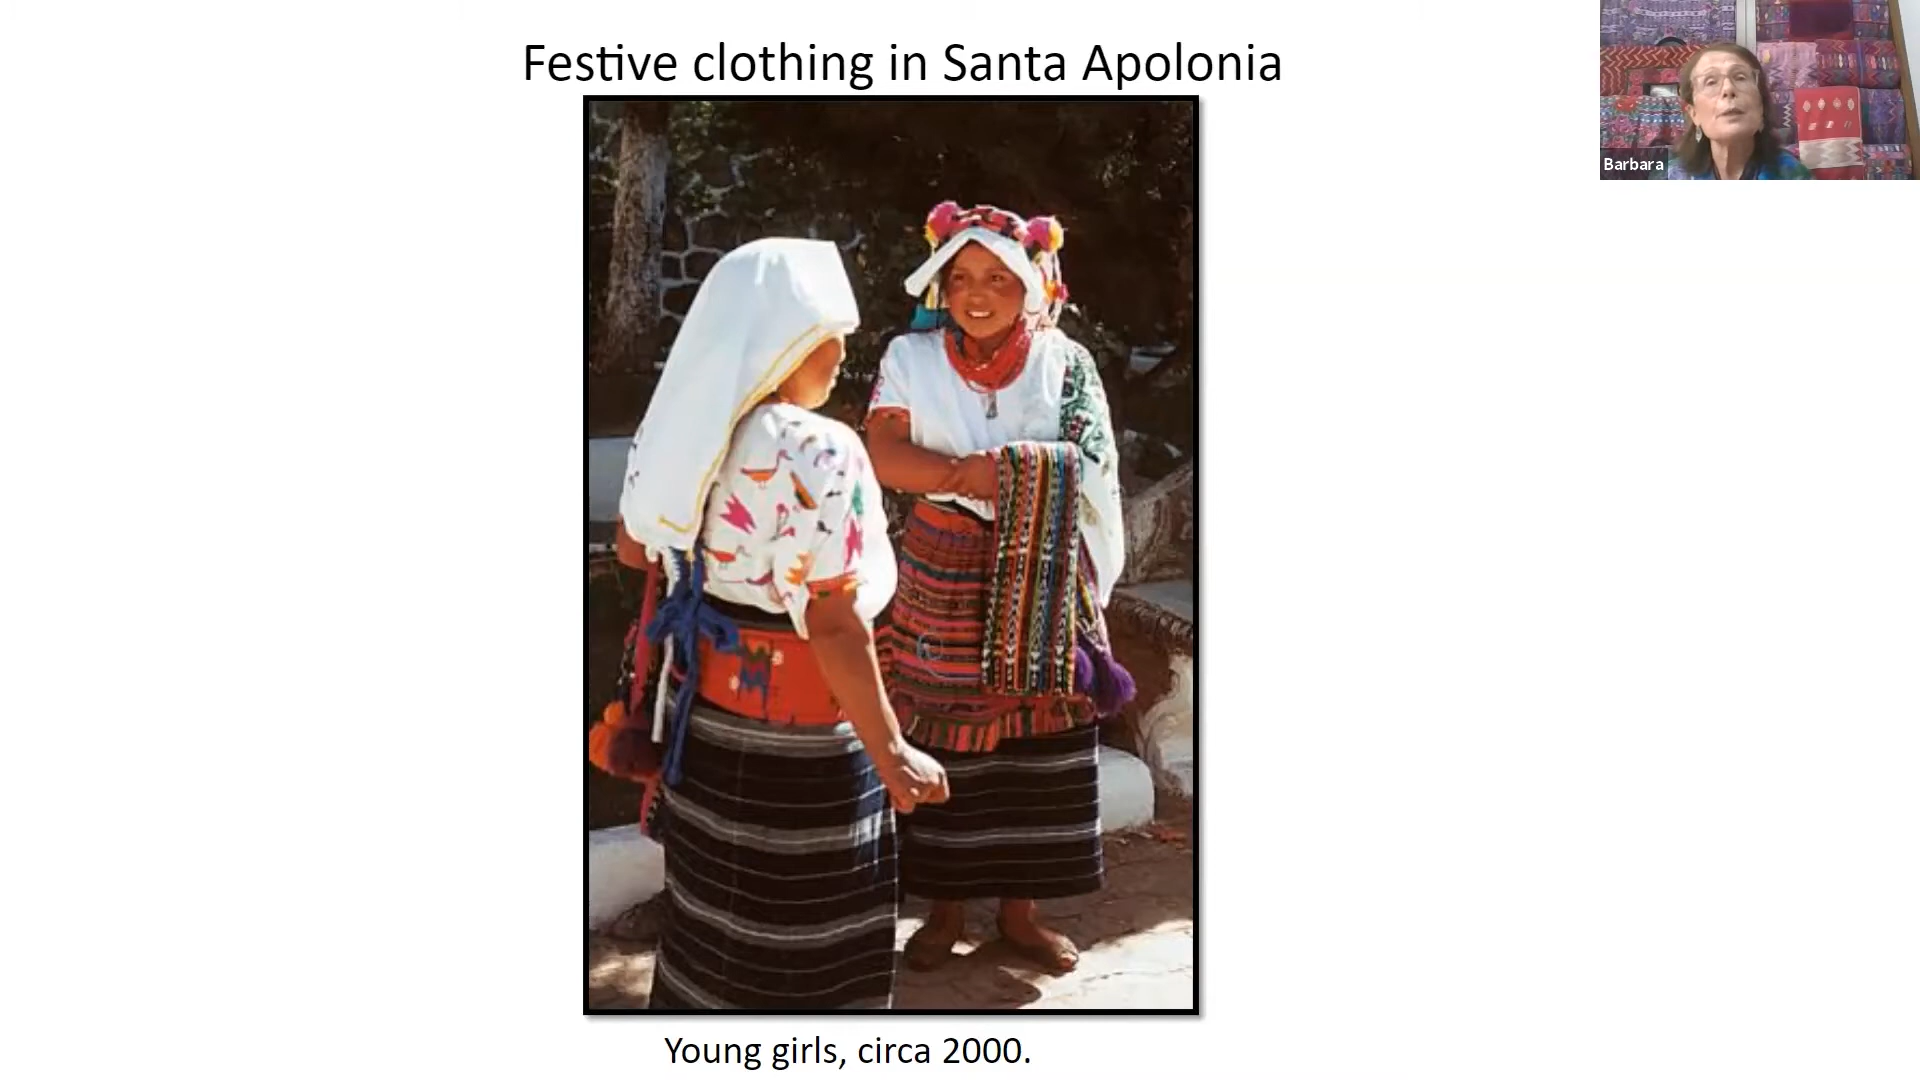 Festive clothing in Santa Apolonia
Barbara
Young girls, circa 2000.